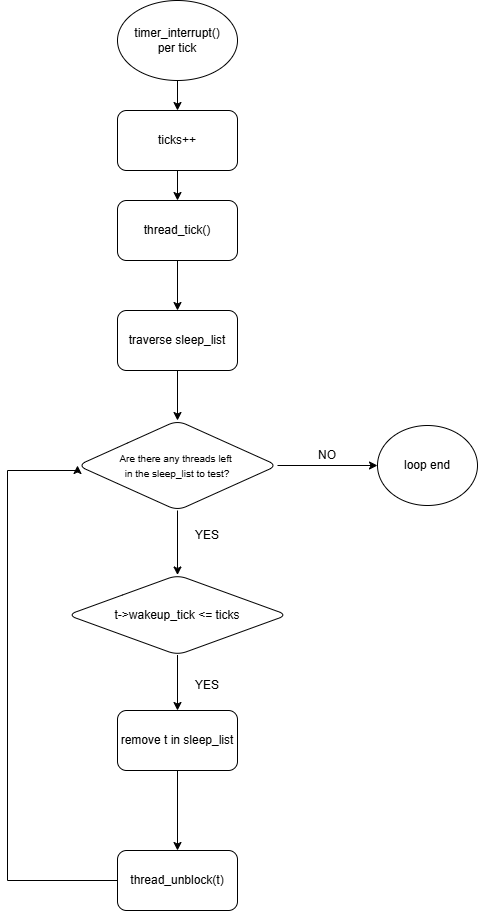 timer_interrupt()
per tick
ticks++
thread_tick()
traverse sleep_list
Are there any threads left
in the sleep_list to test?
NO
loop end
YES
t->wakeup_tick <= ticks
YES
remove t in sleep_list
thread_unblock(t)